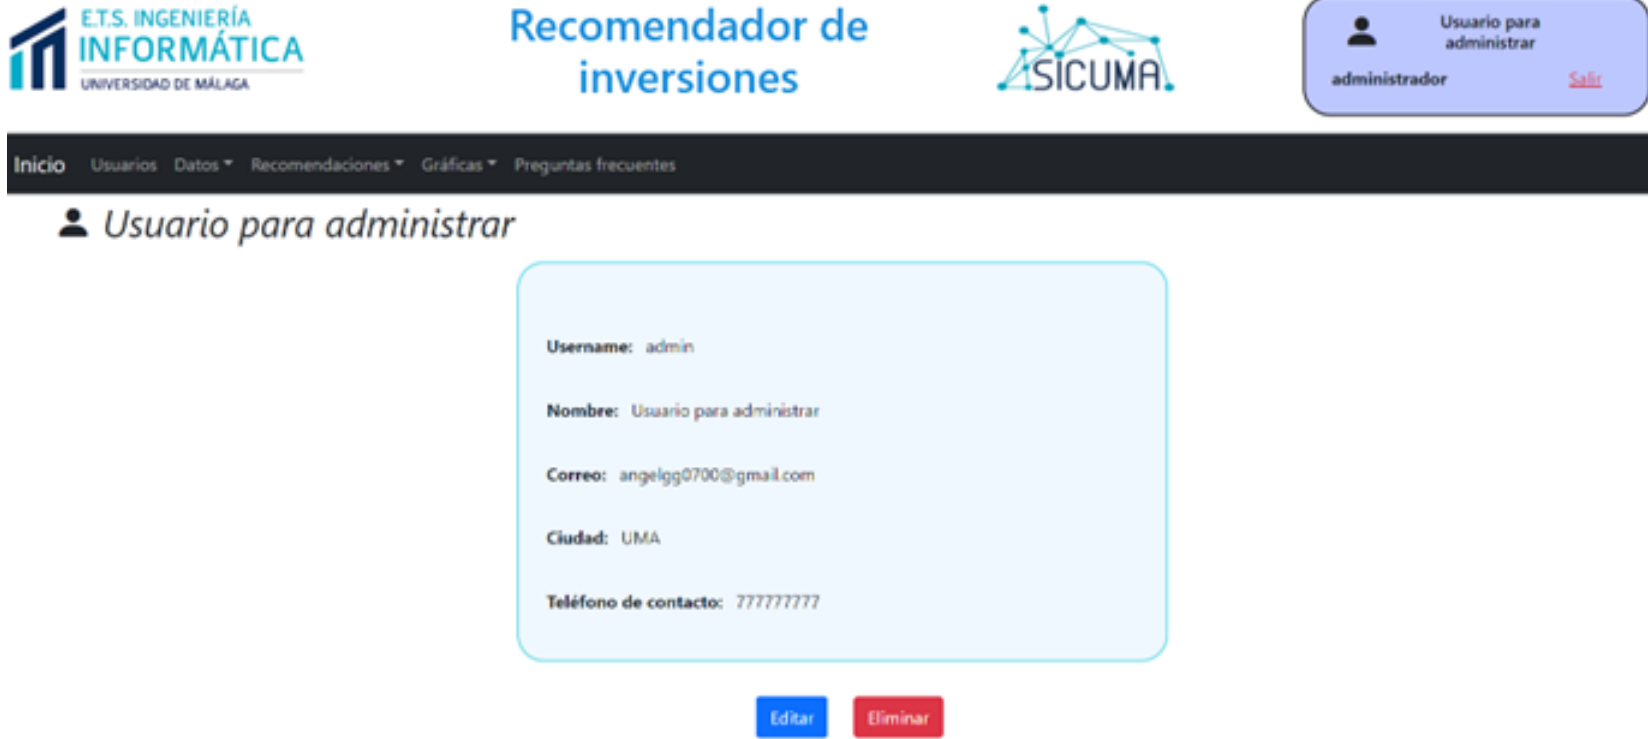 E.T.S. INGENIERÍA
INFORMÁTICA
UNIVERSIDAD DE MÁLAGA
Recomendador de
inversiones
SICUMA
Usuario para
administrar
administrador Salir
Inicio Usuarios Datos Recomendaciones Gráficas Preguntas frecuentes
Usuario para administrar
Username: admin
Nombre: Usuario para administrar
Correo: angelgg0700@gmail.com
Ciudad: UMA
Teléfono de contacto: 777777777
Editar Eliminar